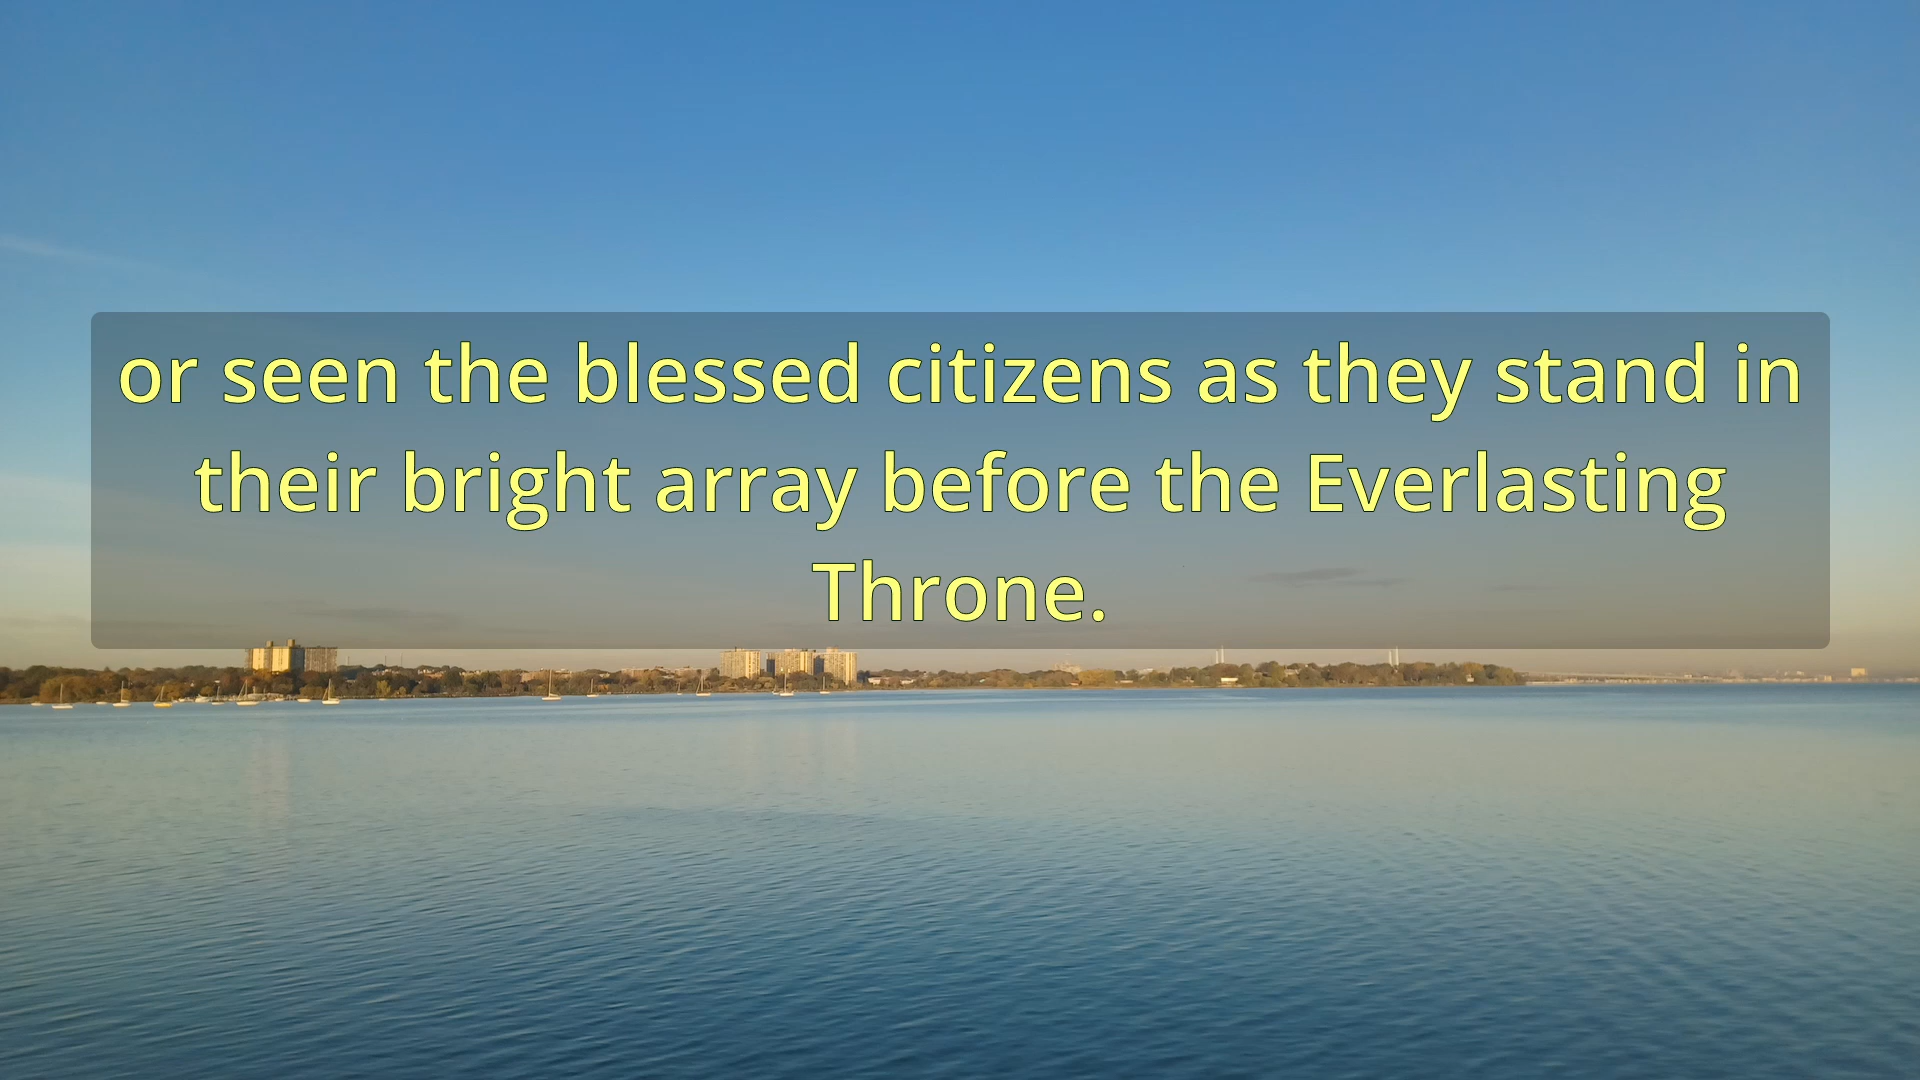 or seen the blessed citizens as they stand in
their bright array before the Everlasting
Throne.